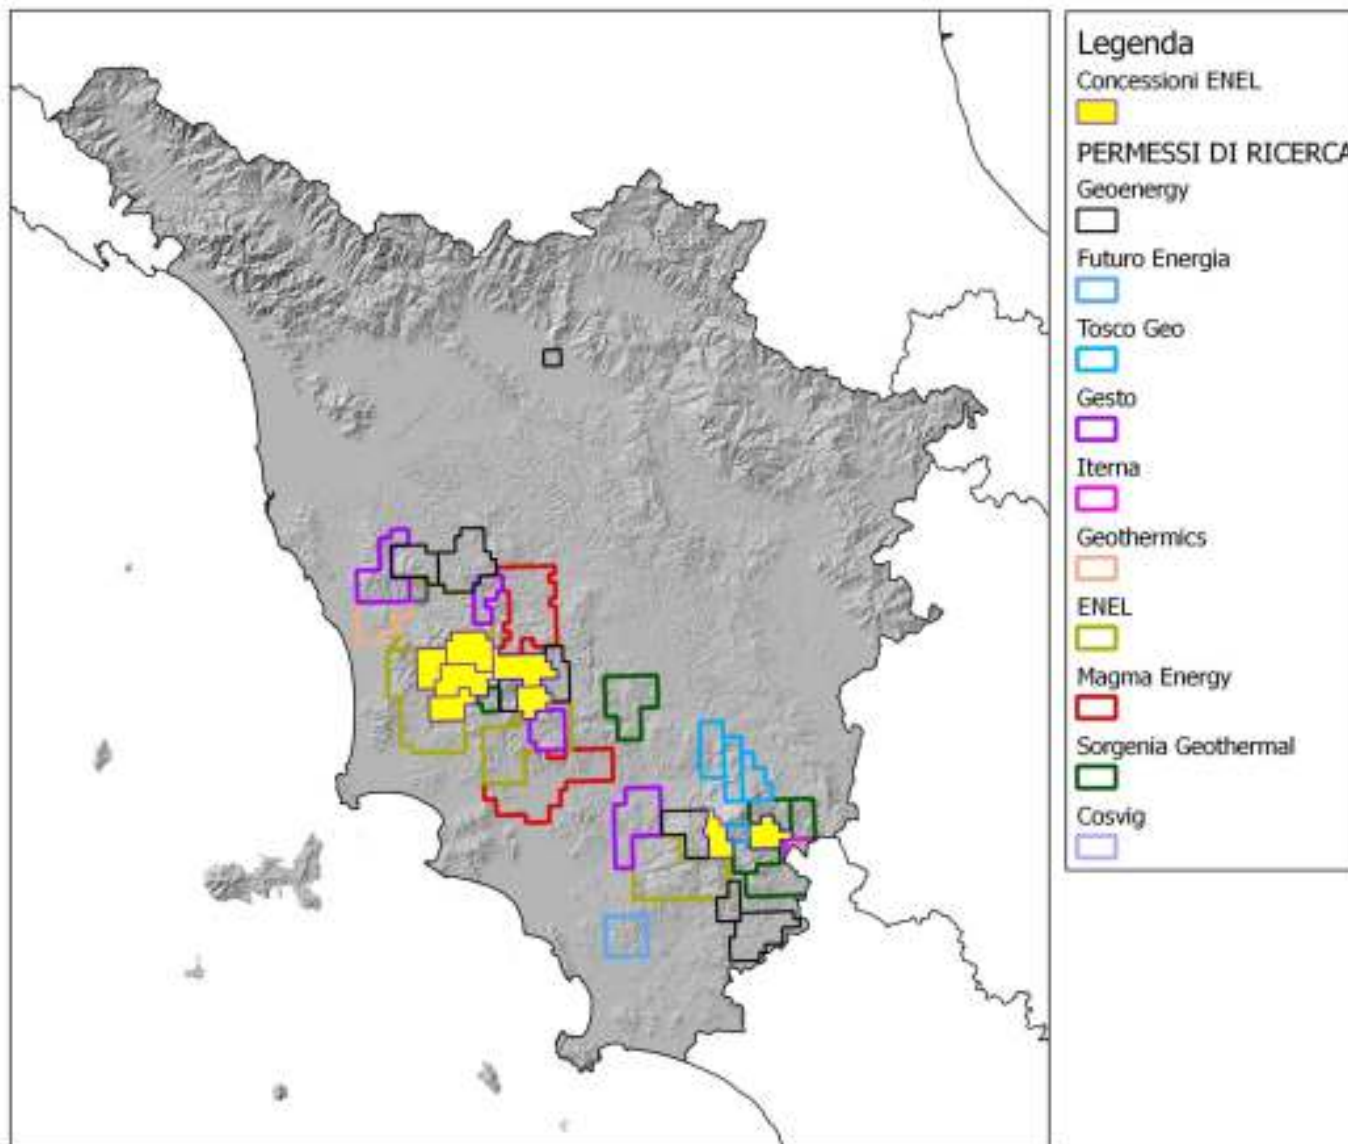 Legenda
Concessioni ENEL
PERMESSI DI RICERCA
Geoenergy
Futuro Energia
Tosco Geo
Gesto
Iterna
Geothermics
ENEL
Magma Energy
Sorgenia Geothermal
Cosvig